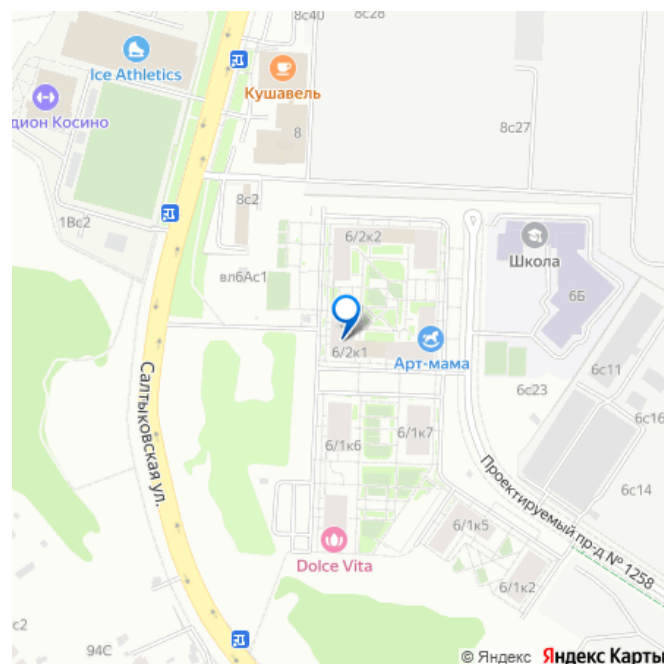 8с40
8с28
Ice Athletics
Кушавель
дион Косино
8
8с27
8с2
1Вс2
6/2к2
Школа
вл6Ас1
6Б
6/2к1
Арт-мама
6с11
6с23
6с16
Салтыковская ул.
6/1к6
6/1к7
6с14
Проектируемый пр-д № 1258
6/1к5
Dolce Vita
6/1к2
с2
94С
© Яндекс Яндекс Карты